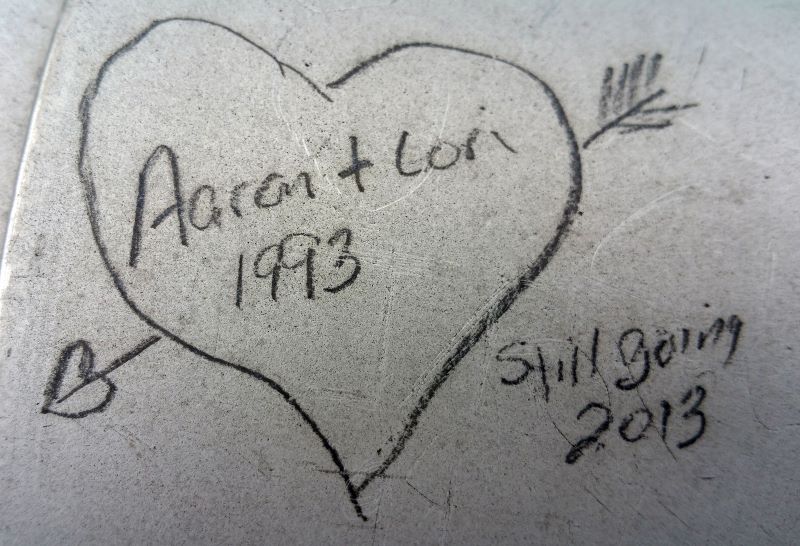 Aaron + Lori
1993
Still Going
2013